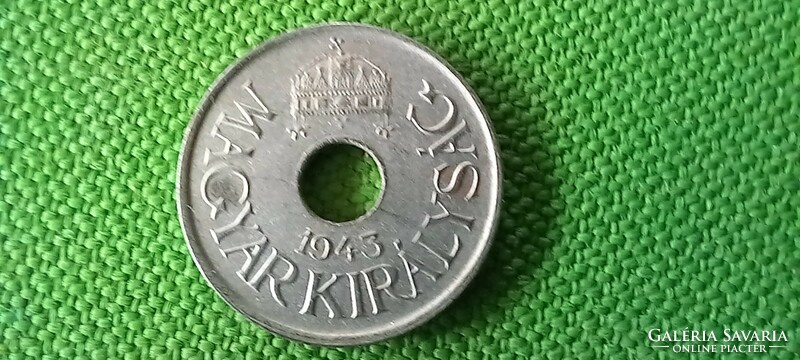 MAGYAR KIRÁLYSÁG
1943
GALÉRIA SAVARIA
ONLINE PIACTÉR